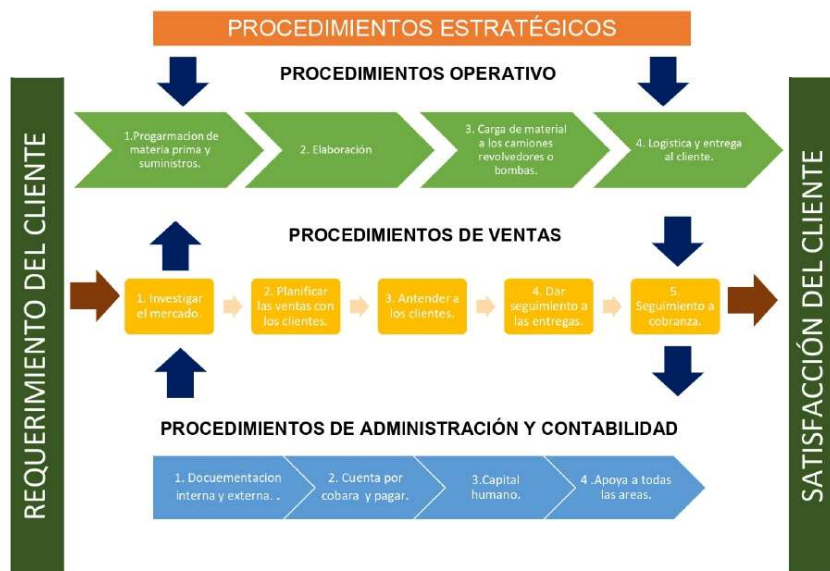 PROCEDIMIENTOS ESTRATÉGICOS
PROCEDIMIENTOS OPERATIVO
REQUERIMIENTO DEL CLIENTE
1.Progarmacion de
materia prima y
suministros.
2. Elaboración
3. Carga de material
a los camiones
revolvedores o
bombas.
4. Logística y entrega
al cliente.
PROCEDIMIENTOS DE VENTAS
1. Investigar
el mercado.
2. Planificar
las ventas con
los clientes.
3. Antender a
los clientes.
4. Dar
seguimiento a
las entregas.
5.
Seguimiento a
cobranza.
PROCEDIMIENTOS DE ADMINISTRACIÓN Y CONTABILIDAD
1. Docuementacion
interna y externa. .
2. Cuenta por
cobara y pagar.
3.Capital
humano.
4 .Apoya a todas
las areas.
SATISFACCIÓN DEL CLIENTE